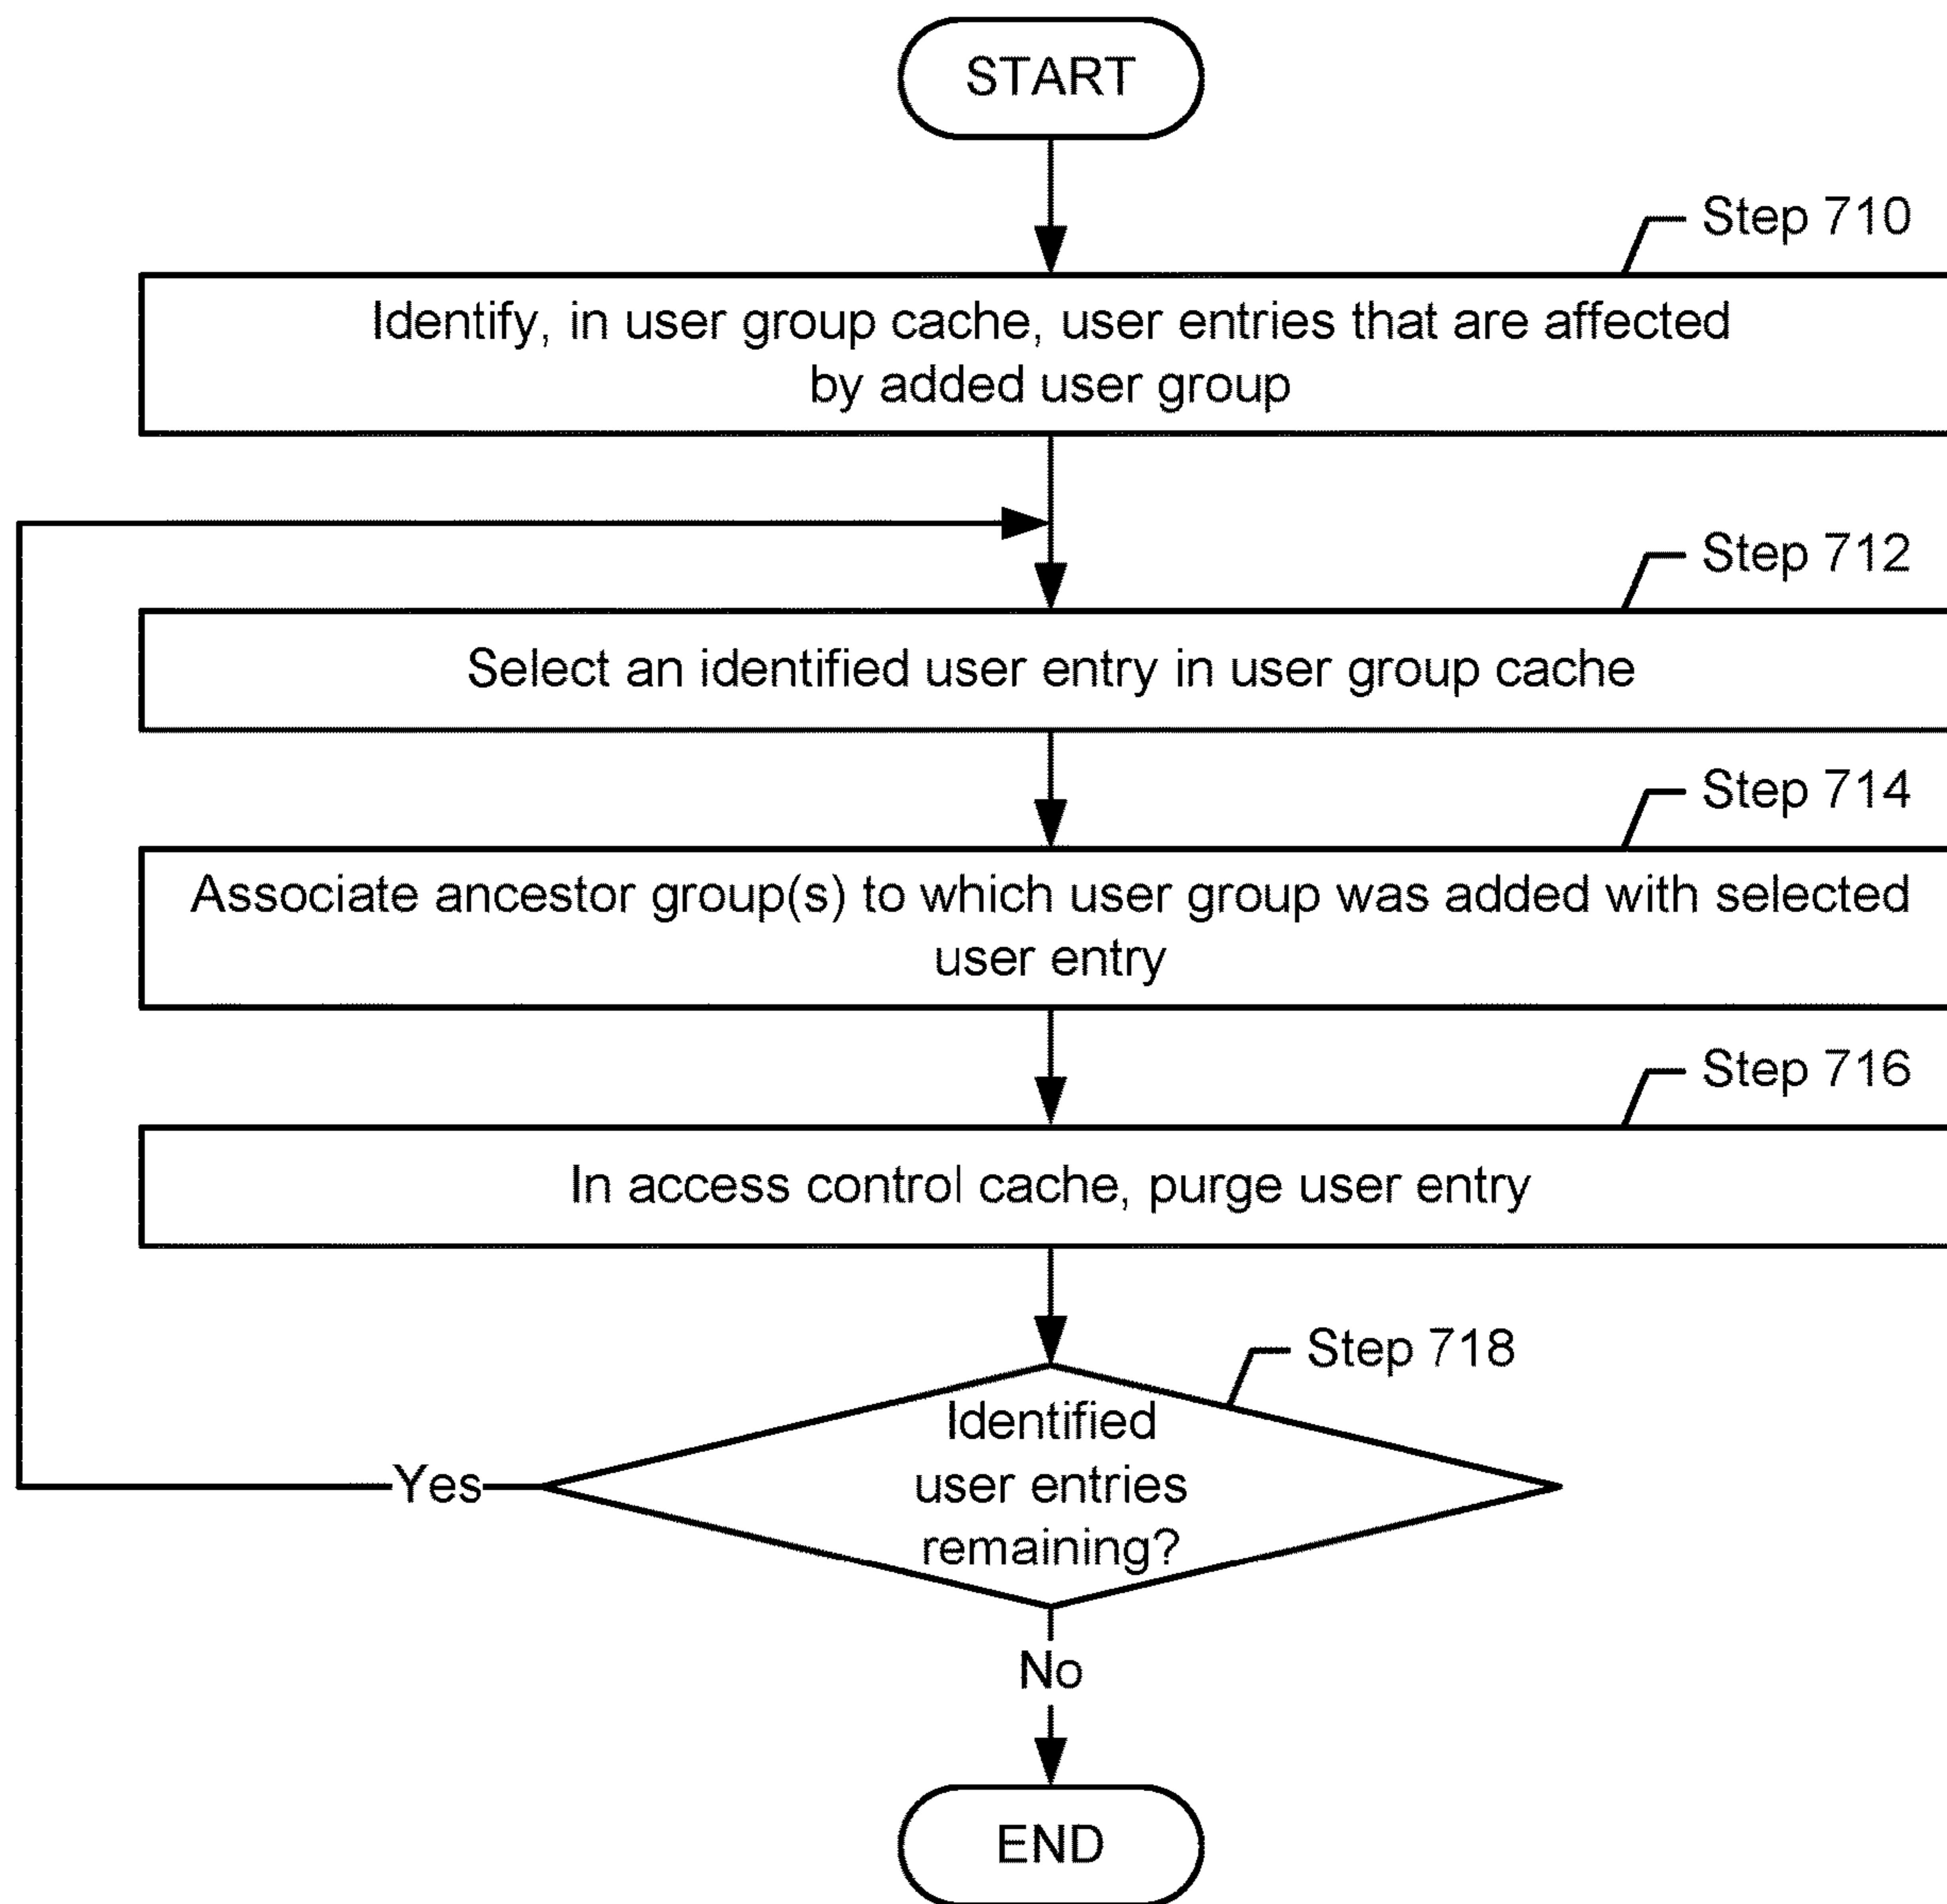 START
Step 710
Identify, in user group cache, user entries that are affected
by added user group
Step 712
Select an identified user entry in user group cache
Step 714
Associate ancestor group(s) to which user group was added with selected
user entry
Step 716
In access control cache, purge user entry
Step 718
Identified
user entries
remaining?
Yes
No
END